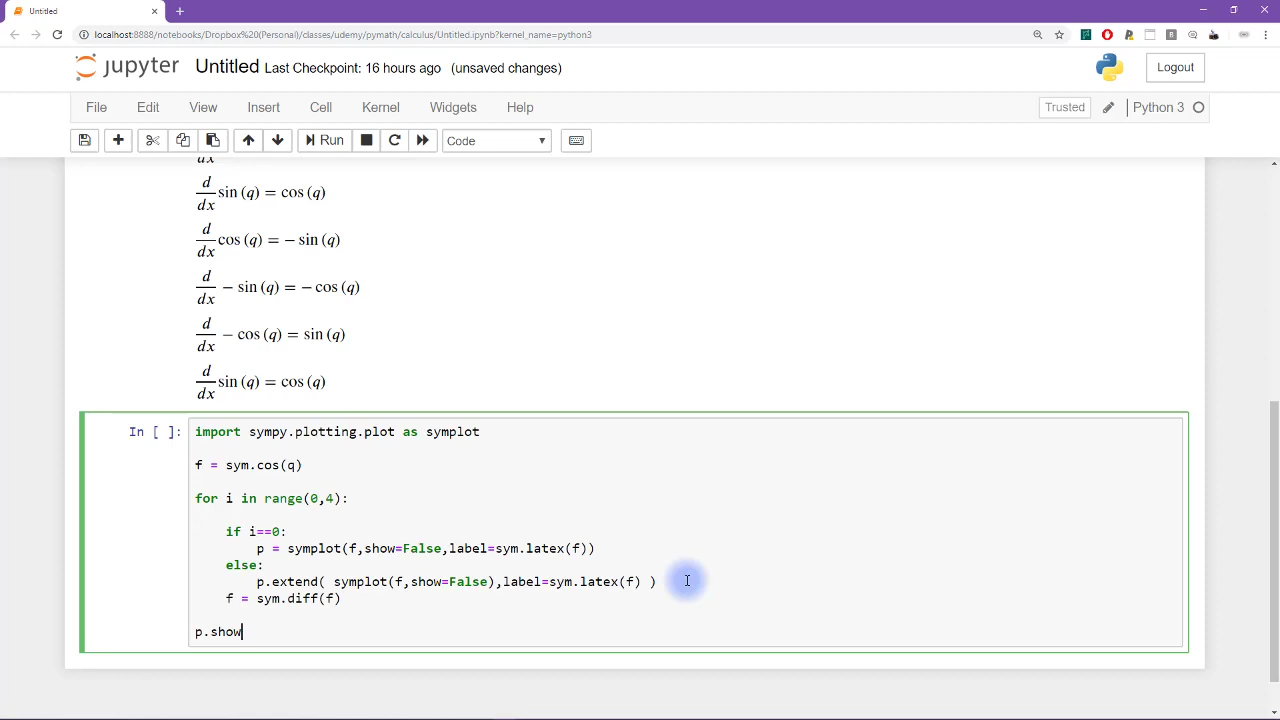 Untitled
localhost:8888/notebooks/Dropbox%20(Personal)/classes/udemy/pymath/calculus/Untitled.ipynb?kernel_name=python3
jupyter Untitled Last Checkpoint: 16 hours ago (unsaved changes) Logout
File Edit View Insert Cell Kernel Widgets Help Trusted Python 3
Run Code
dx
d/dx sin (q) = cos (q)
d/dx cos (q) = − sin (q)
d/dx − sin (q) = − cos (q)
d/dx − cos (q) = sin (q)
d/dx sin (q) = cos (q)
In [ ]: import sympy.plotting.plot as symplot
f = sym.cos(q)
for i in range(0,4):
if i==0:
p = symplot(f,show=False,label=sym.latex(f))
else:
p.extend( symplot(f,show=False),label=sym.latex(f) )
f = sym.diff(f)
p.show